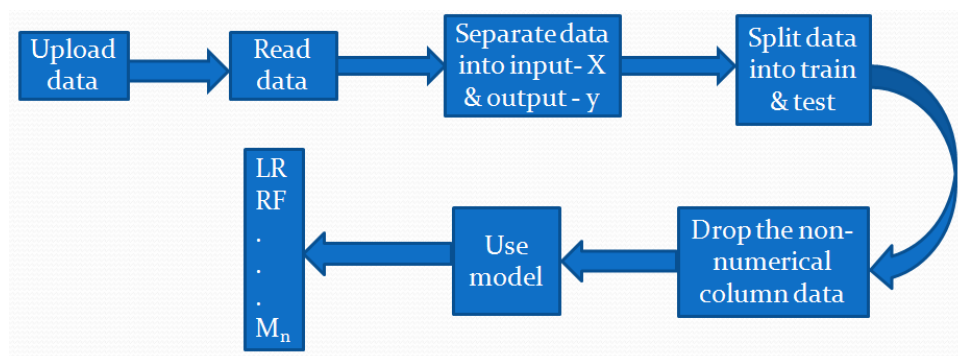 Upload
data
Read
data
Separate data
into input- X
& output - y
Split data
into train
& test
Drop the non-
numerical
column data
Use
model
LR
RF
.
.
.
Mₙ